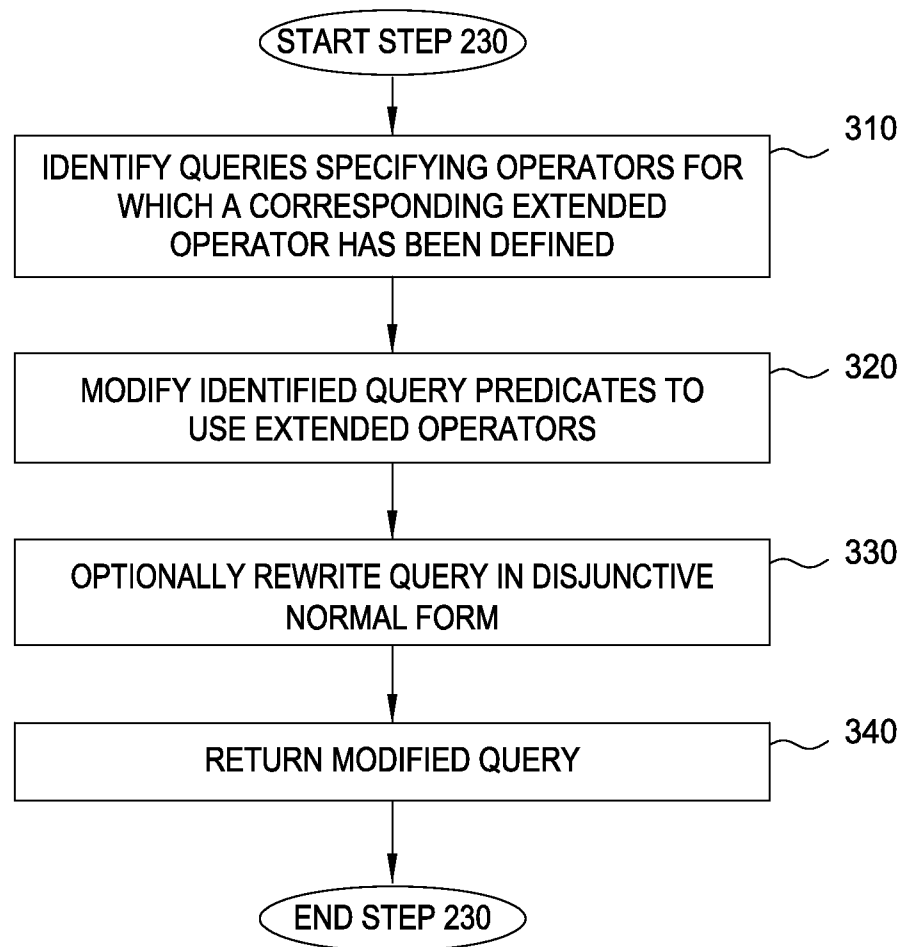 START STEP 230
310
IDENTIFY QUERIES SPECIFYING OPERATORS FOR
WHICH A CORRESPONDING EXTENDED
OPERATOR HAS BEEN DEFINED
320
MODIFY IDENTIFIED QUERY PREDICATES TO
USE EXTENDED OPERATORS
330
OPTIONALLY REWRITE QUERY IN DISJUNCTIVE
NORMAL FORM
340
RETURN MODIFIED QUERY
END STEP 230